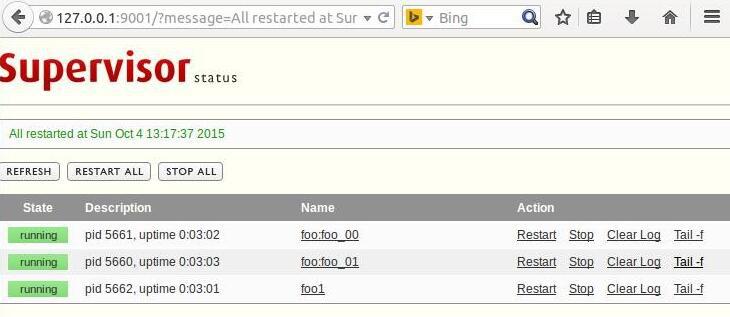 127.0.0.1:9001/?message=All restarted at Sur
Bing
Supervisor status
All restarted at Sun Oct 4 13:17:37 2015
REFRESH RESTART ALL STOP ALL
State Description Name Action
running pid 5661, uptime 0:03:02 foo:foo_00 Restart Stop Clear Log Tail -f
running pid 5660, uptime 0:03:03 foo:foo_01 Restart Stop Clear Log Tail -f
running pid 5662, uptime 0:03:01 foo1 Restart Stop Clear Log Tail -f